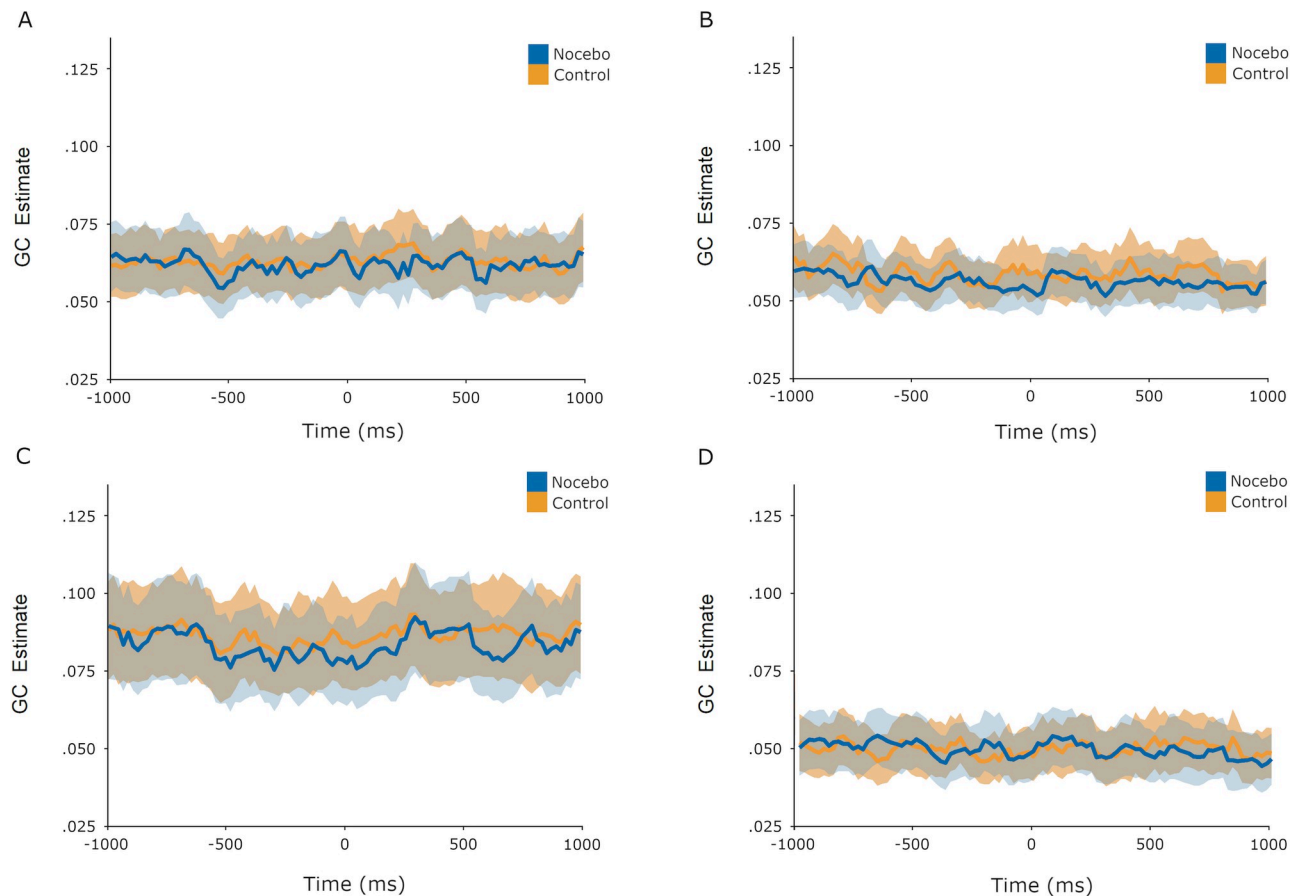 A
Nocebo
Control
.125
.100
.075
.050
.025
GC Estimate
-1000 -500 0 500 1000
Time (ms)
B
Nocebo
Control
.125
.100
.075
.050
.025
GC Estimate
-1000 -500 0 500 1000
Time (ms)
C
Nocebo
Control
.125
.100
.075
.050
.025
GC Estimate
-1000 -500 0 500 1000
Time (ms)
D
Nocebo
Control
.125
.100
.075
.050
.025
GC Estimate
-1000 -500 0 500 1000
Time (ms)